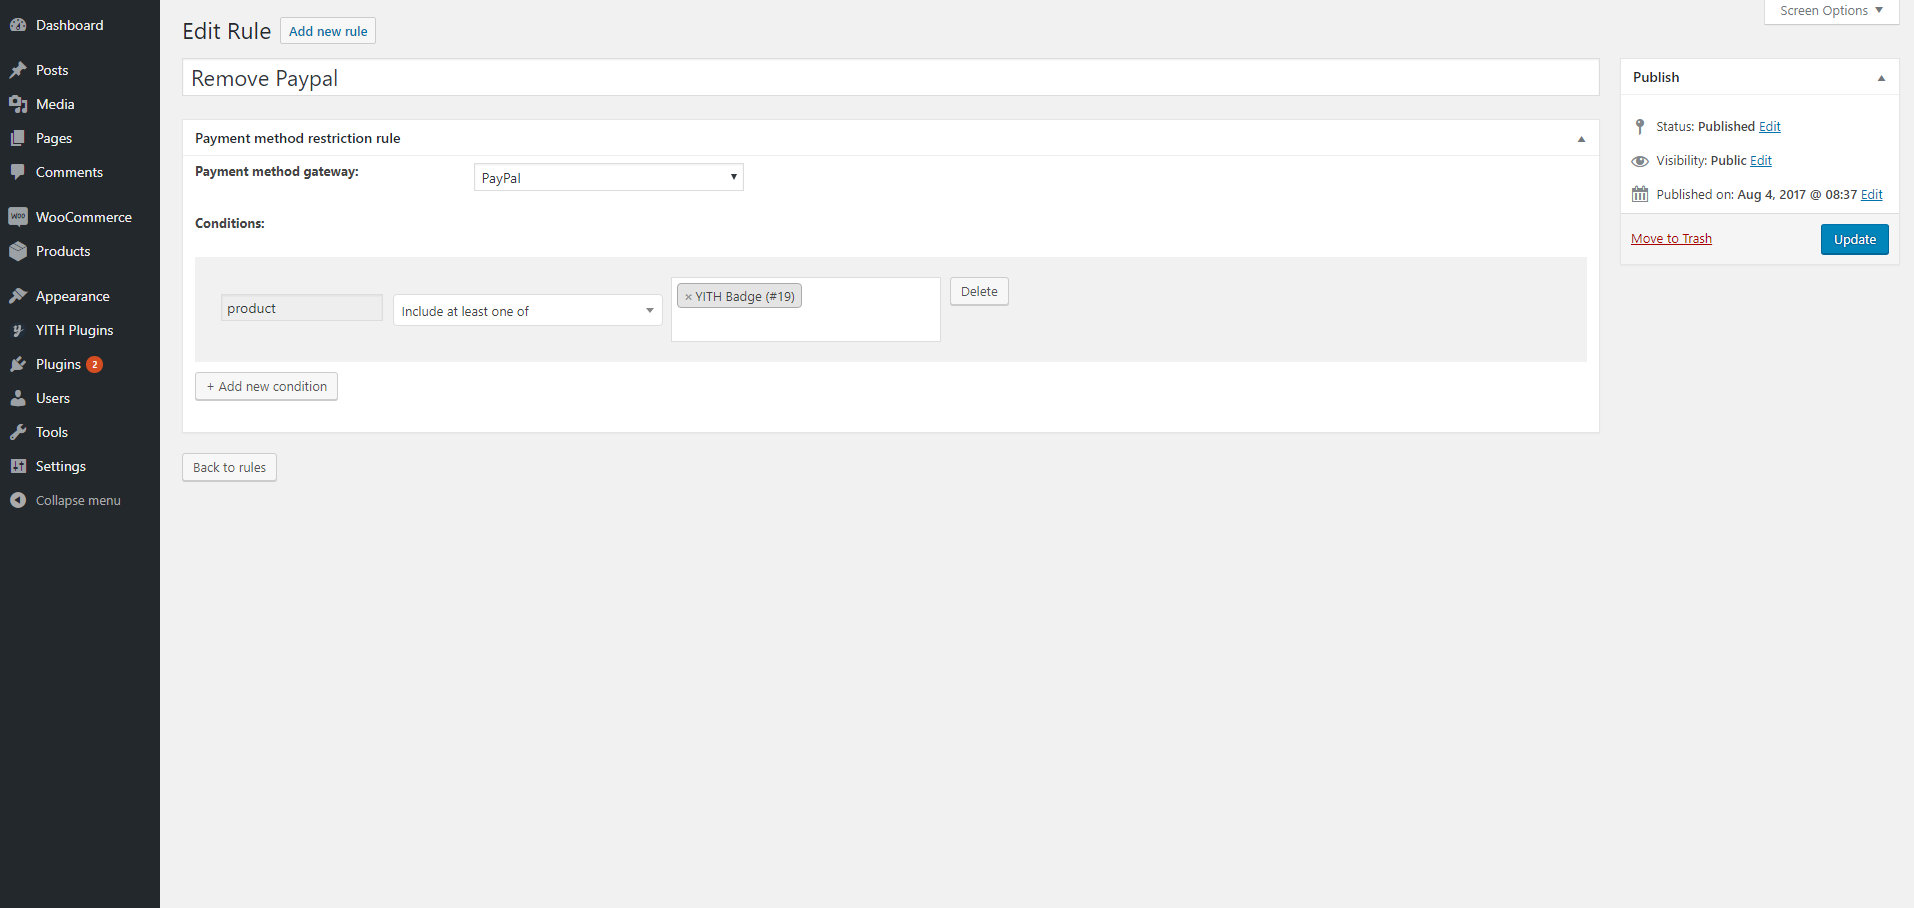 Dashboard
Posts
Media
Pages
Comments
WOO WooCommerce
Products
Appearance
YITH Plugins
Plugins 2
Users
Tools
Settings
Collapse menu
Screen Options
Edit Rule Add new rule
Remove Paypal
Payment method restriction rule
Payment method gateway: PayPal
Conditions:
product Include at least one of × YITH Badge (#19) Delete
+ Add new condition
Back to rules
Publish
Status: Published Edit
Visibility: Public Edit
Published on: Aug 4, 2017 @ 08:37 Edit
Move to Trash Update